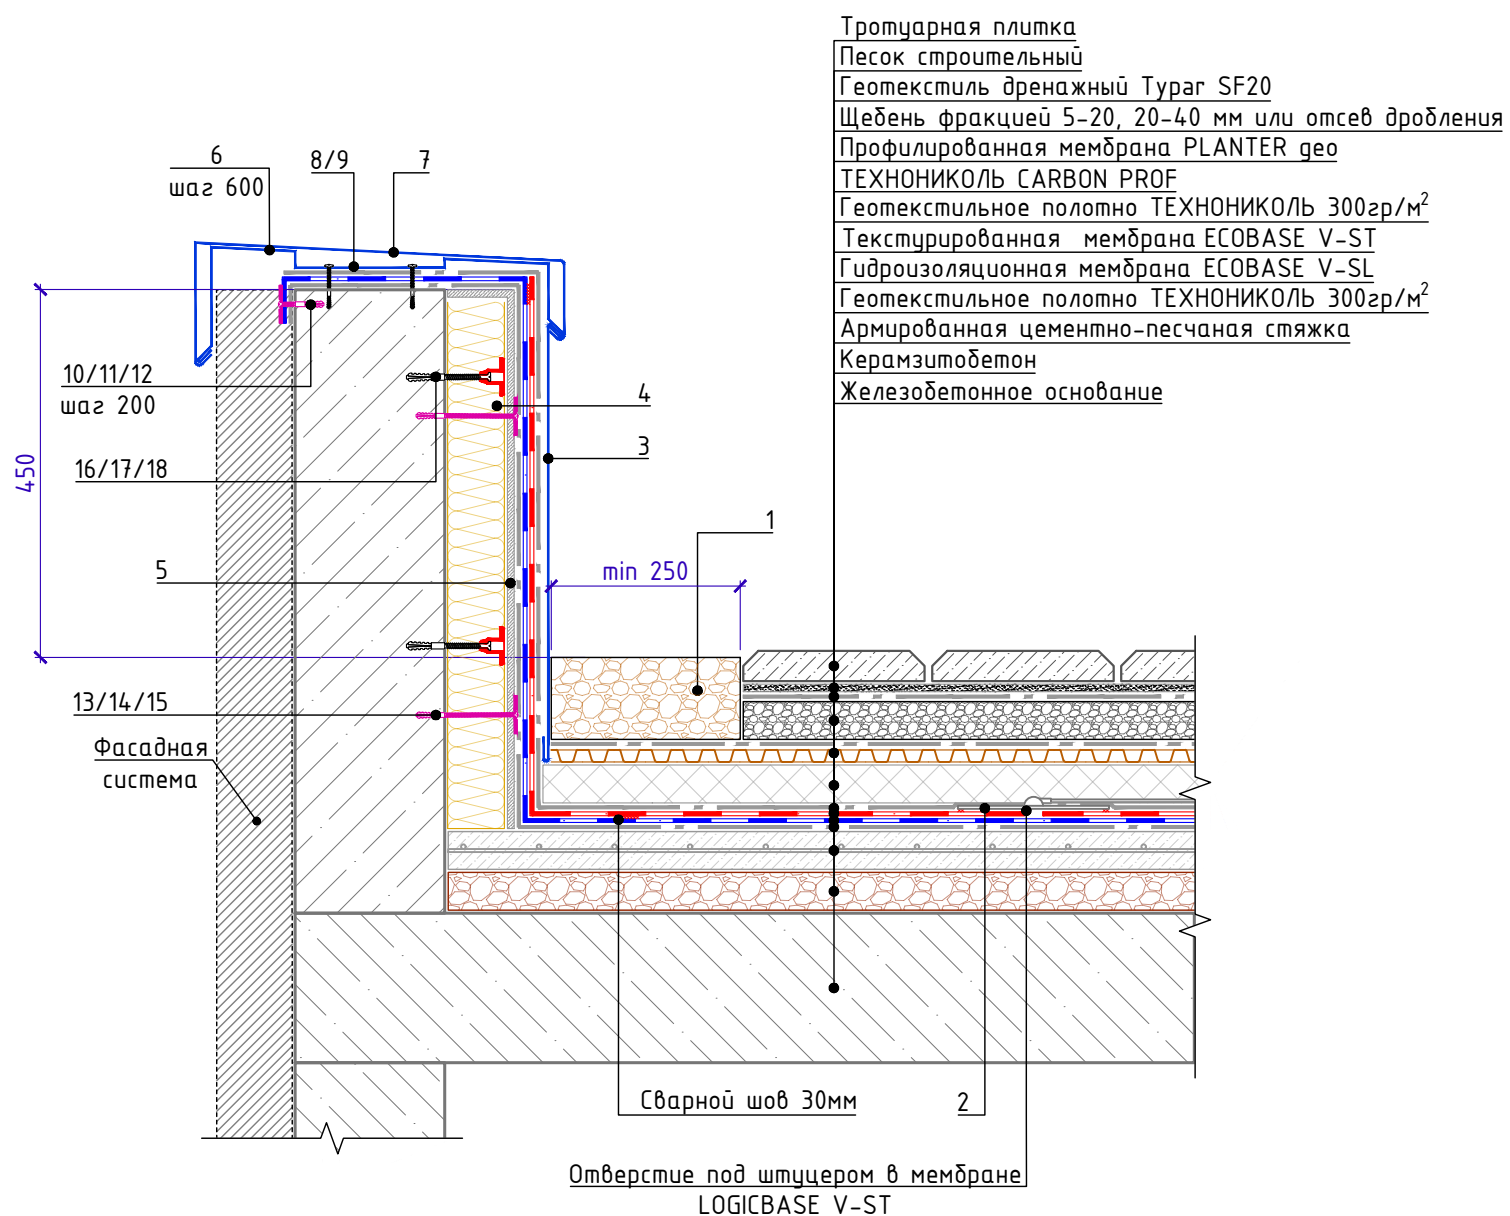 Тротуарная плитка
Песок строительный
Геотекстиль дренажный Typar SF20
Щебень фракцией 5-20, 20-40 мм или отсев дробления
Профилированная мембрана PLANTER geo
ТЕХНОНИКОЛЬ CARBON PROF
Геотекстильное полотно ТЕХНОНИКОЛЬ 300гр/м²
Текстурированная мембрана ECOBASE V-ST
Гидроизоляционная мембрана ECOBASE V-SL
Геотекстильное полотно ТЕХНОНИКОЛЬ 300гр/м²
Армированная цементно-песчаная стяжка
Керамзитобетон
Железобетонное основание
6
шаг 600
8/9
7
10/11/12
шаг 200
4
3
16/17/18
450
1
5
min 250
13/14/15
Фасадная
система
Сварной шов 30мм
2
Отверстие под штуцером в мембране
LOGICBASE V-ST